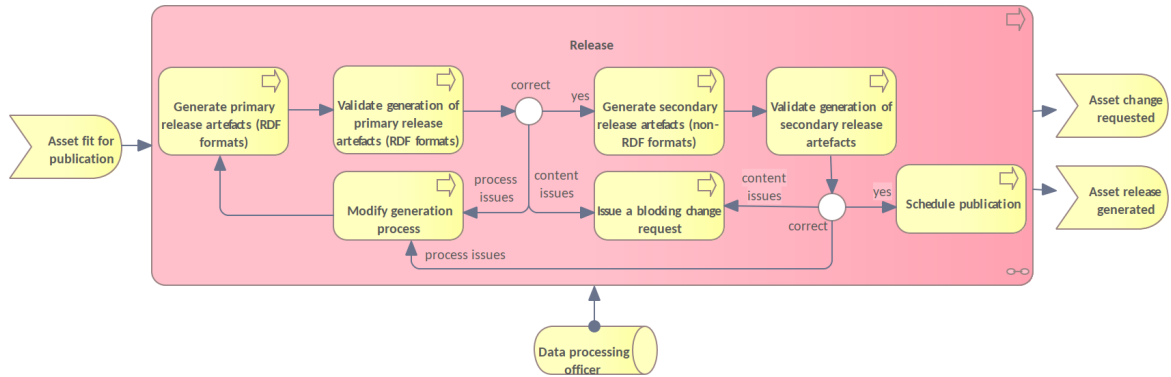 Release
Asset fit for
publication
Generate primary
release artefacts (RDF
formats)
Validate generation of
primary release
artefacts (RDF formats)
correct
yes
Generate secondary
release artefacts (non-
RDF formats)
Validate generation of
secondary release
artefacts
Asset change
requested
process
issues
content
issues
content
issues
yes
Modify generation
process
Issue a blocking change
request
correct
Schedule publication
Asset release
generated
process issues
Data processing
officer